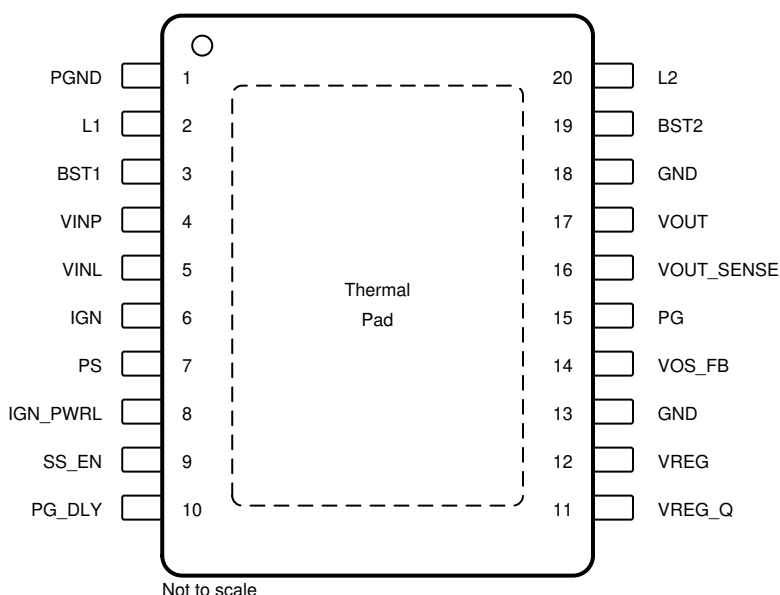 PGND 1 20 L2
L1 2 19 BST2
BST1 3 18 GND
VINP 4 17 VOUT
VINL 5 16 VOUT_SENSE
Thermal
Pad
IGN 6 15 PG
PS 7 14 VOS_FB
IGN_PWRL 8 13 GND
SS_EN 9 12 VREG
PG_DLY 10 11 VREG_Q
Not to scale